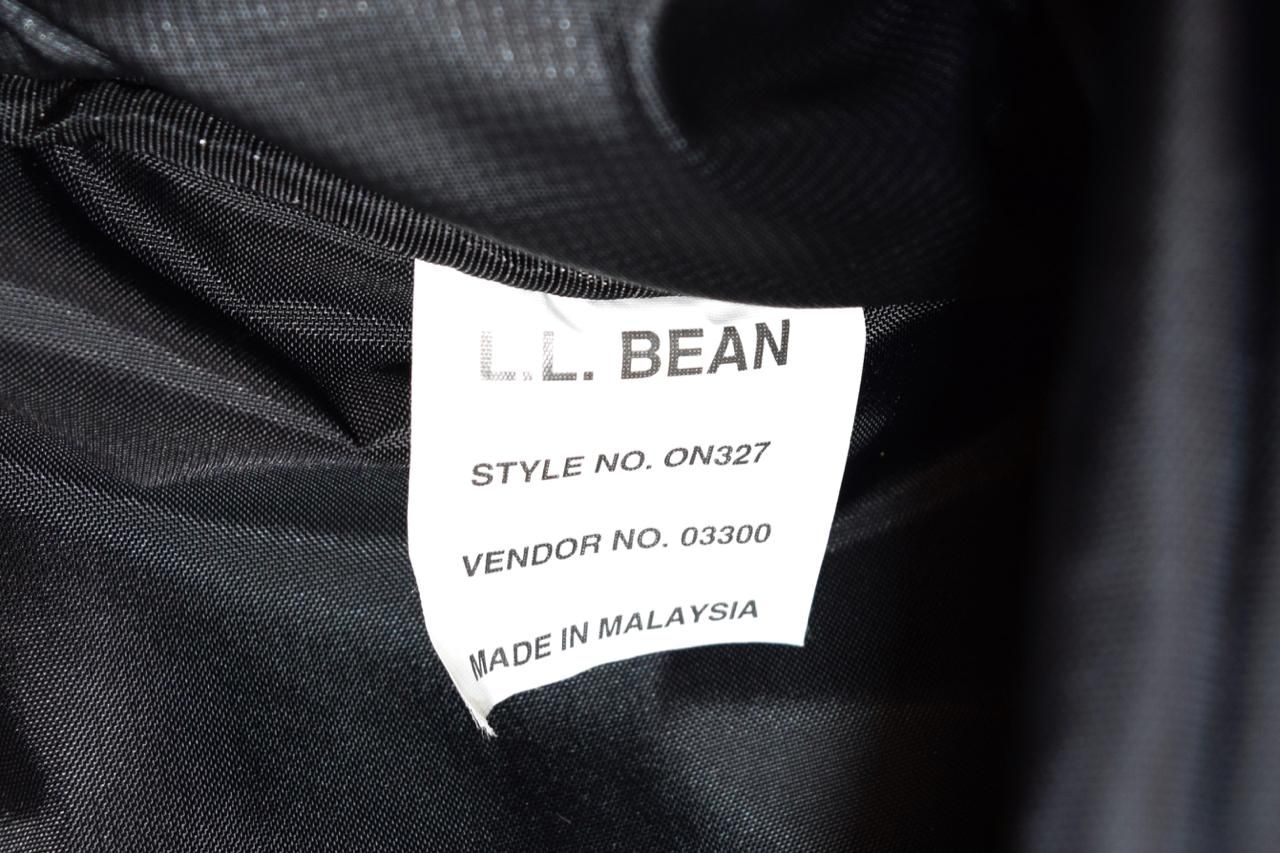 L.L. BEAN
STYLE NO. ON327
VENDOR NO. 03300
MADE IN MALAYSIA